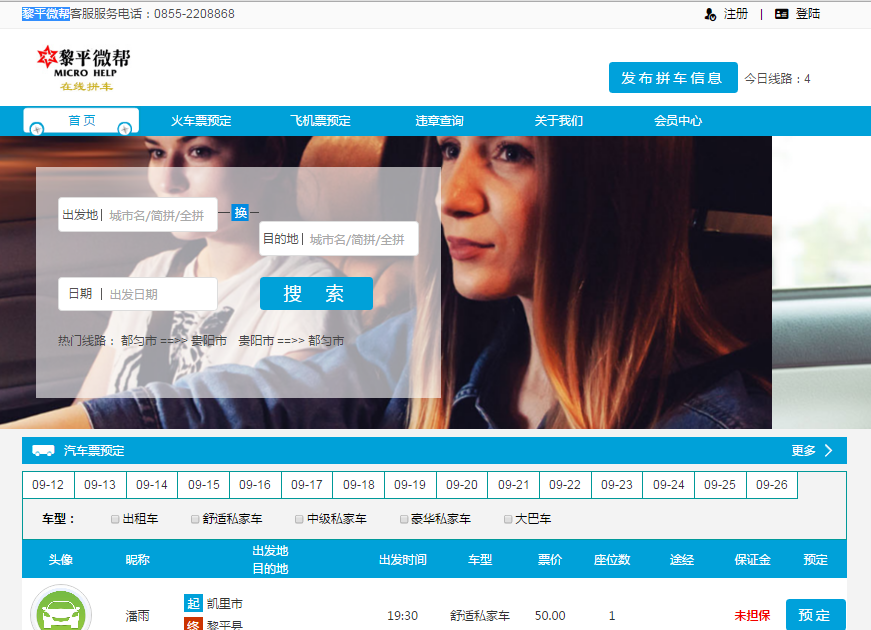 黎平微帮客服服务电话：0855-2208868
注册 | 登陆
黎平微帮
MICRO HELP
在线拼车
发布拼车信息 今日线路：4
首页 火车票预定 飞机票预定 违章查询 关于我们 会员中心
出发地 | 城市名/简拼/全拼
换
目的地 | 城市名/简拼/全拼
日期 | 出发日期
搜 索
热门线路： 都匀市 ==>> 贵阳市 贵阳市 ==>> 都匀市
汽车票预定 更多
09-12 09-13 09-14 09-15 09-16 09-17 09-18 09-19 09-20 09-21 09-22 09-23 09-24 09-25 09-26
车型： 出租车 舒适私家车 中级私家车 豪华私家车 大巴车
头像 昵称 出发地 目的地 出发时间 车型 票价 座位数 途经 保证金 预定
潘雨 起 凯里市 19:30 舒适私家车 50.00 1 未担保 预定
终 黎平县